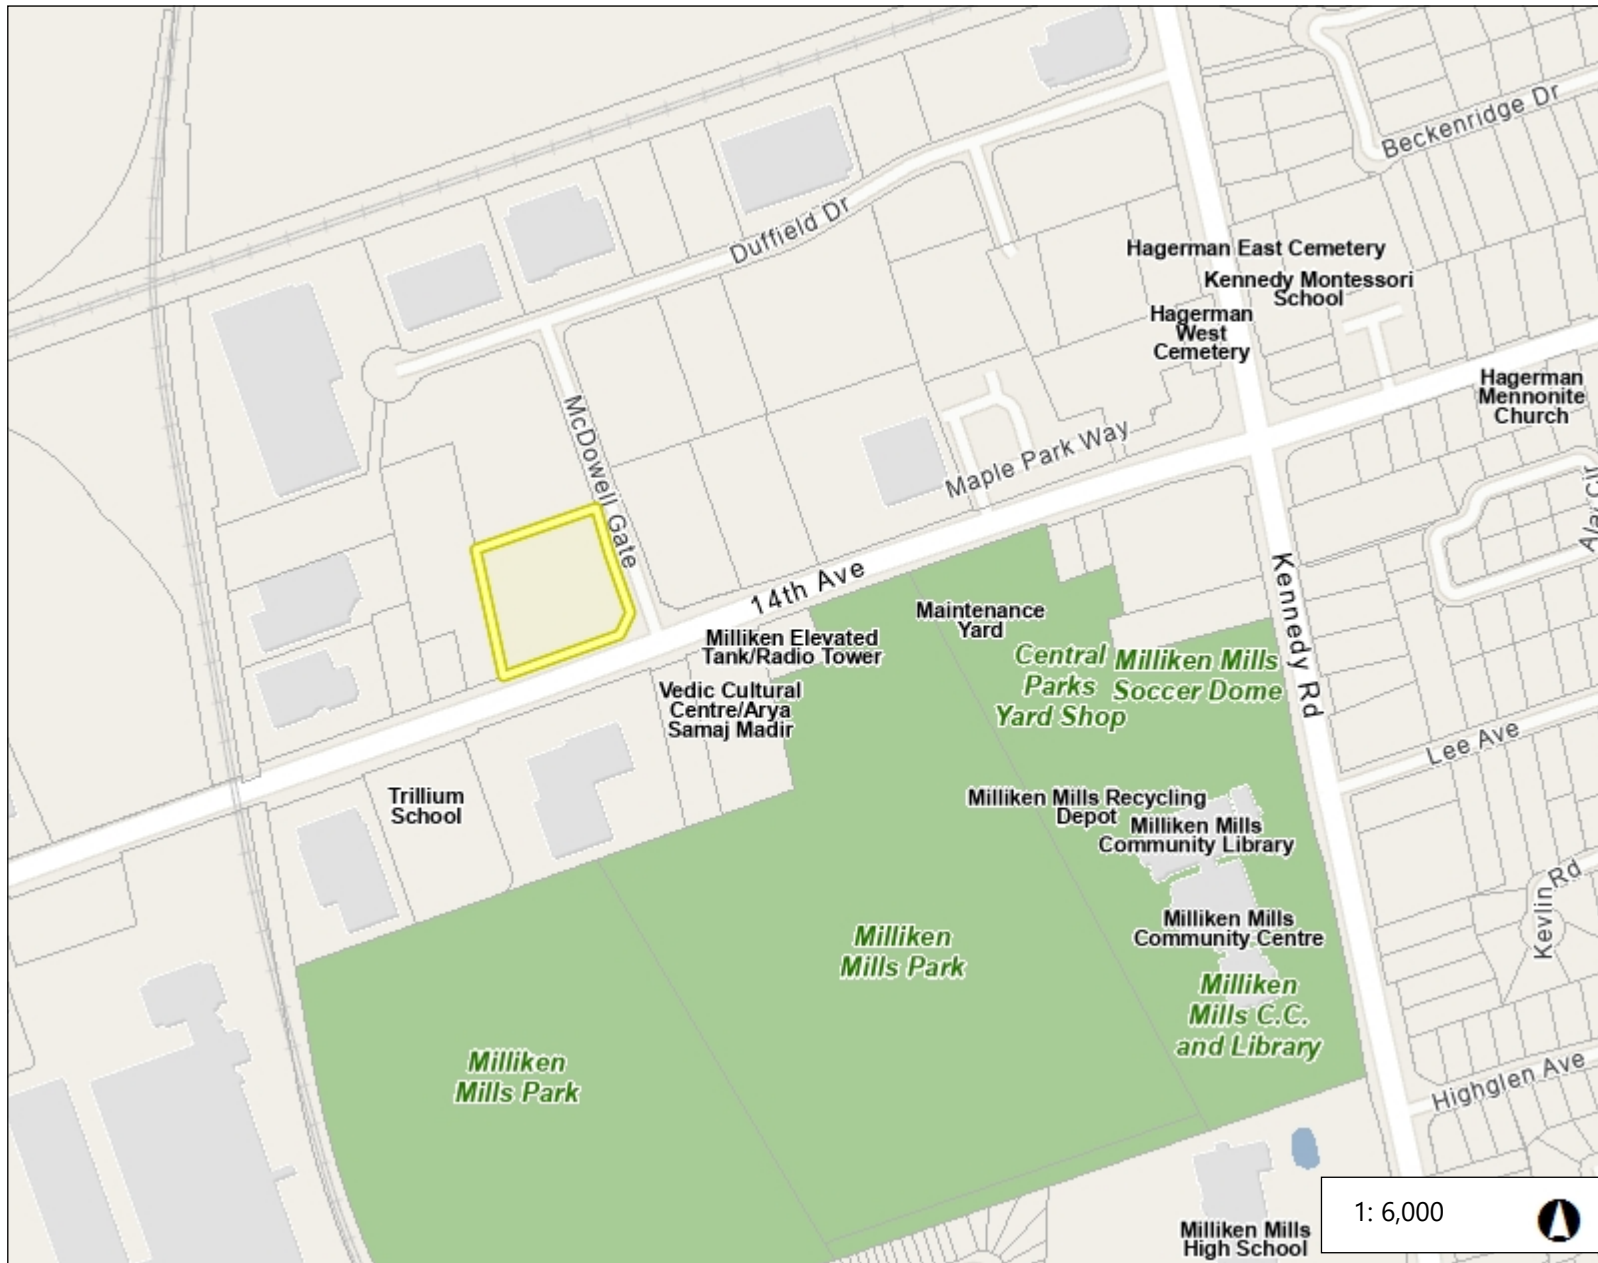 Beckenridge Dr
Duffield Dr
Hagerman East Cemetery
Kennedy Montessori
School
Hagerman
West
Cemetery
Hagerman
Mennonite
Church
McDowell Gate
Maple Park Way
14th Ave
Kennedy Rd
Maintenance
Yard
Milliken Elevated
Tank/Radio Tower
Central
Parks
Yard Shop
Milliken Mills
Soccer Dome
Vedic Cultural
Centre/Arya
Samaj Madir
Lee Ave
Trillium
School
Milliken Mills Recycling
Depot
Milliken Mills
Community Library
Kevlin Rd
Milliken Mills
Community Centre
Milliken
Mills Park
Milliken
Mills C.C.
and Library
Milliken
Mills Park
Highglen Ave
1: 6,000
Milliken Mills
High School